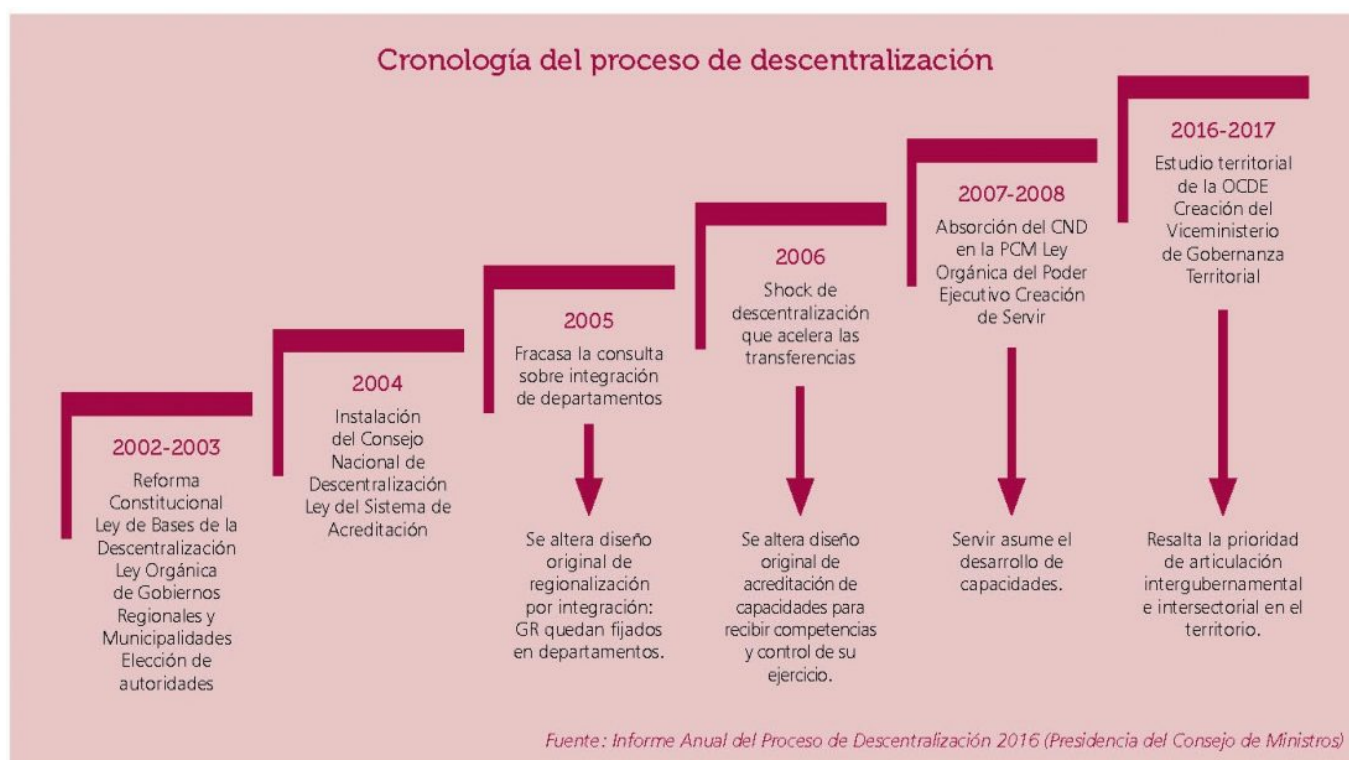 Cronología del proceso de descentralización
2002-2003
Reforma
Constitucional
Ley de Bases de la
Descentralización
Ley Orgánica
de Gobiernos
Regionales y
Municipalidades
Elección de
autoridades
2004
Instalación
del Consejo
Nacional de
Descentralización
Ley del Sistema de
Acreditación
2005
Fracasa la consulta
sobre integración
de departamentos
Se altera diseño
original de
regionalización
por integración:
GR quedan fijados
en departamentos.
2006
Shock de
descentralización
que acelera las
transferencias
Se altera diseño
original de
acreditación de
capacidades para
recibir competencias
y control de su
ejercicio.
2007-2008
Absorción del CND
en la PCM Ley
Orgánica del Poder
Ejecutivo Creación
de Servir
Servir asume el
desarrollo de
capacidades.
2016-2017
Estudio territorial
de la OCDE
Creación del
Viceministerio
de Gobernanza
Territorial
Resalta la prioridad
de articulación
intergubernamental
e intersectorial en el
territorio.
Fuente: Informe Anual del Proceso de Descentralización 2016 (Presidencia del Consejo de Ministros)